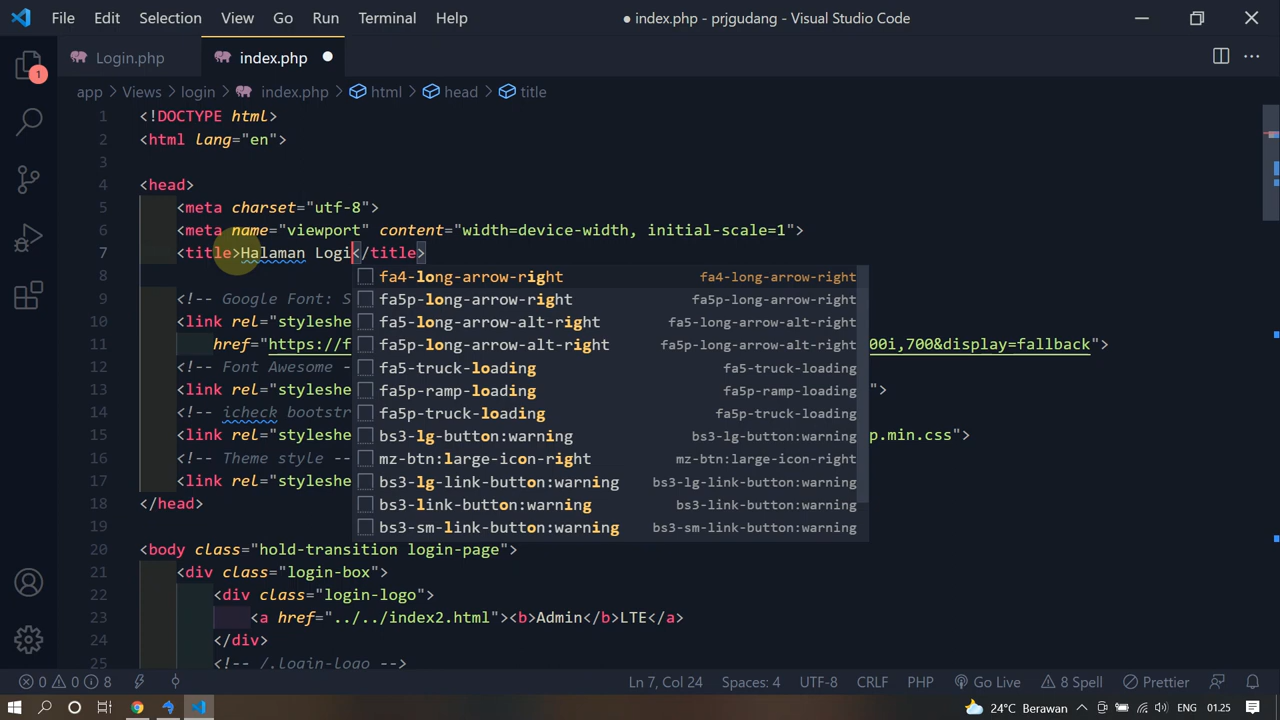 File Edit Selection View Go Run Terminal Help ● index.php - prjgudang - Visual Studio Code
1 Login.php index.php
app Views login index.php html head title
1 <!DOCTYPE html>
2 <html lang="en">
3
4 <head>
5 <meta charset="utf-8">
6 <meta name="viewport" content="width=device-width, initial-scale=1">
7 <title>Halaman Logi</title>
8 fa4-long-arrow-right fa4-long-arrow-right
9 <!-- Google Font: S fa5p-long-arrow-right fa5p-long-arrow-right
10 <link rel="styleshe fa5-long-arrow-alt-right fa5-long-arrow-alt-right
11 href="https://f fa5p-long-arrow-alt-right fa5p-long-arrow-alt-right 00i,700&display=fallback">
12 <!-- Font Awesome - fa5-truck-loading fa5-truck-loading
13 <link rel="styleshe fa5p-ramp-loading fa5p-ramp-loading ">
14 <!-- icheck bootstr fa5p-truck-loading fa5p-truck-loading
15 <link rel="styleshe bs3-lg-button:warning bs3-lg-button:warning p.min.css">
16 <!-- Theme style -- mz-btn:large-icon-right mz-btn:large-icon-right
17 <link rel="styleshe bs3-lg-link-button:warning bs3-lg-link-button:warning
18 </head> bs3-link-button:warning bs3-link-button:warning
19 bs3-sm-link-button:warning bs3-sm-link-button:warning
20 <body class="hold-transition login-page">
21 <div class="login-box">
22 <div class="login-logo">
23 <a href="../../index2.html"><b>Admin</b>LTE</a>
24 </div>
25 <!-- /.login-logo -->
0 0 8 Ln 7, Col 24 Spaces: 4 UTF-8 CRLF PHP Go Live 8 Spell Prettier
24°C Berawan ENG 01.25